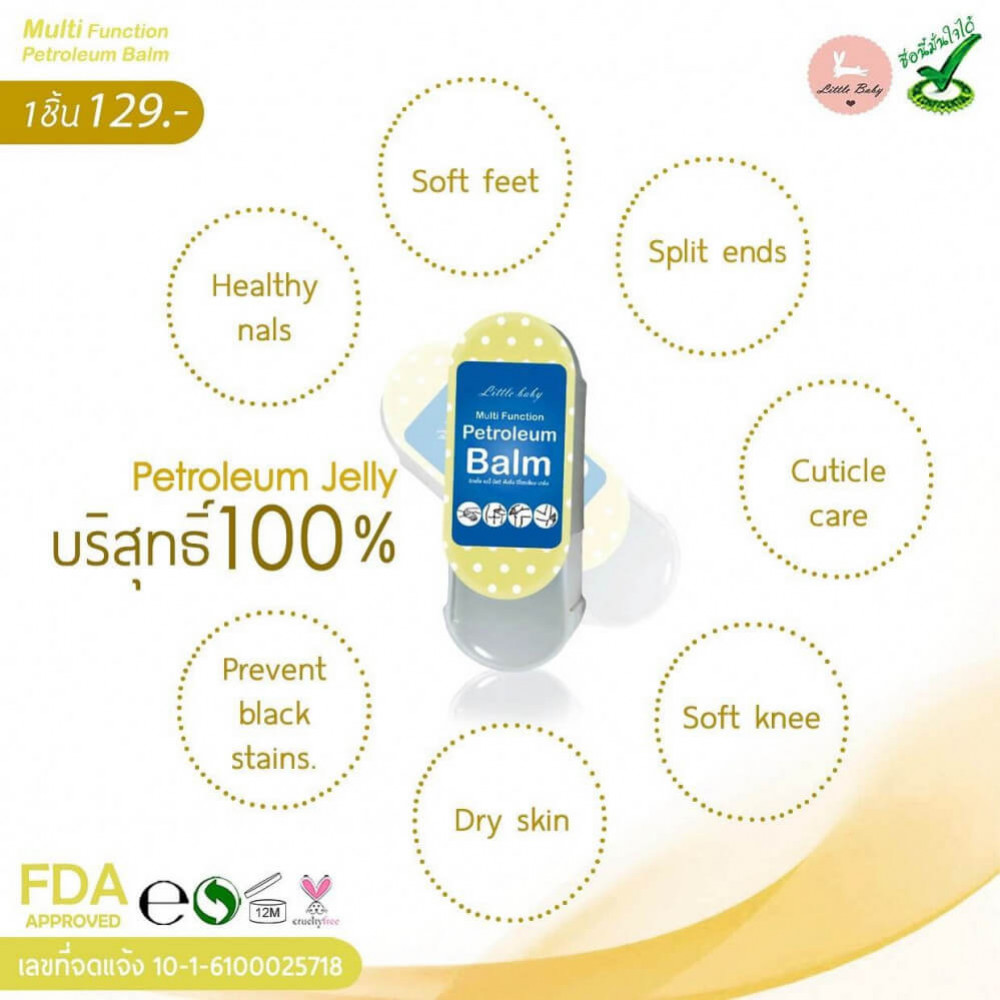 Multi Function
Petroleum Balm
1ชิ้น 129.-
Little Baby
ชื่อนี้มั่นใจได้
Soft feet
Split ends
Healthy
nals
Little baby
Multi Function
Petroleum
Balm
Petroleum Jelly
บริสุทธิ์ 100%
Cuticle
care
Prevent
black
stains.
Soft knee
Dry skin
FDA
APPROVED
e
12M
crueltyfree
เลขที่จดแจ้ง 10-1-6100025718